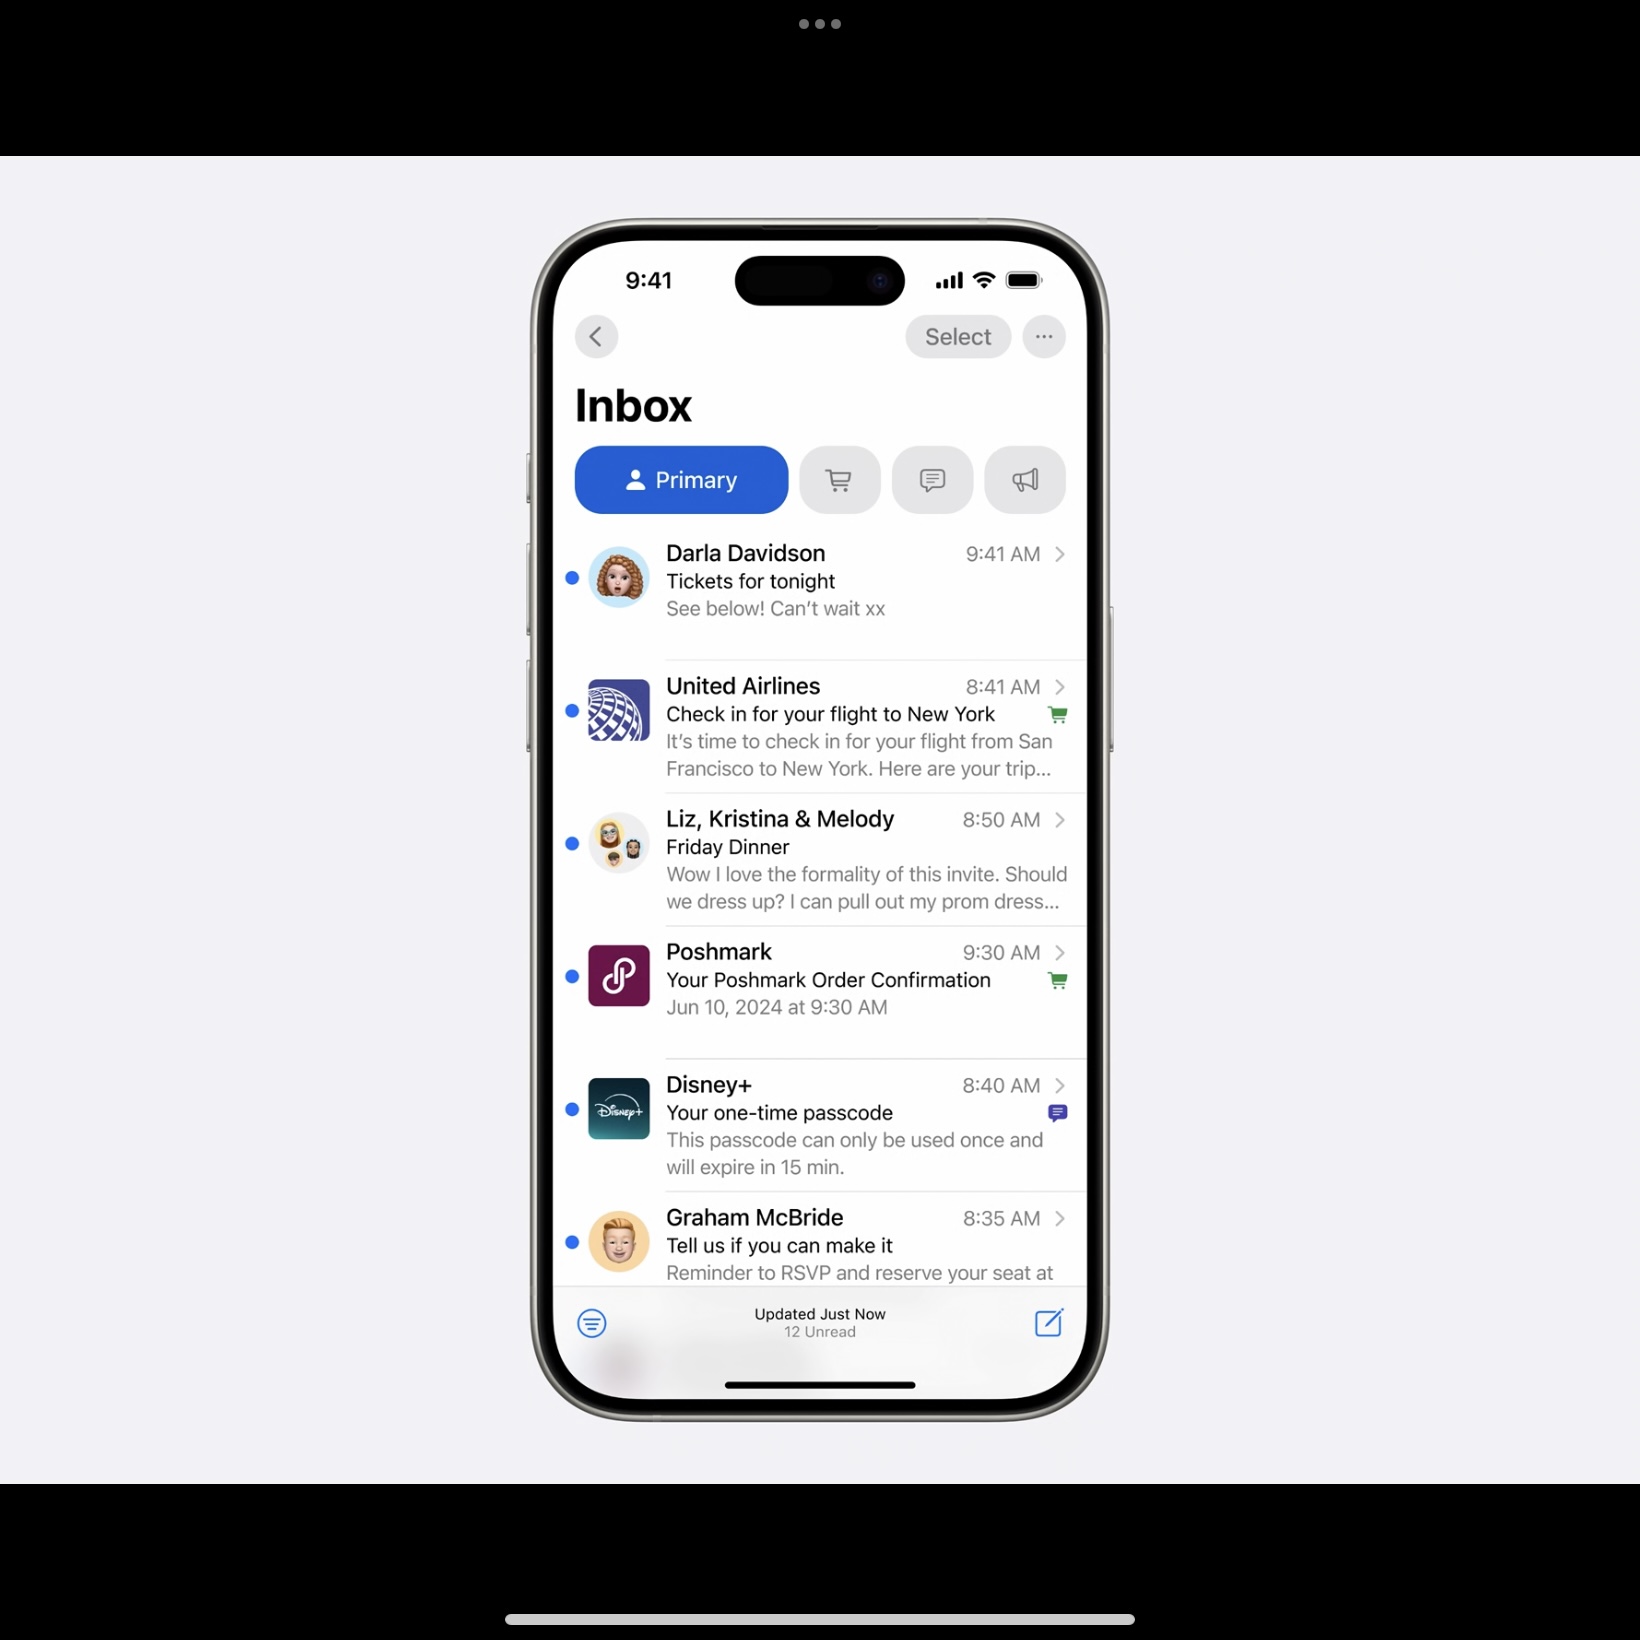 9:41
Select
Inbox
Primary
Darla Davidson 9:41 AM
Tickets for tonight
See below! Can't wait xx
United Airlines 8:41 AM
Check in for your flight to New York
It's time to check in for your flight from San
Francisco to New York. Here are your trip...
Liz, Kristina & Melody 8:50 AM
Friday Dinner
Wow I love the formality of this invite. Should
we dress up? I can pull out my prom dress...
Poshmark 9:30 AM
Your Poshmark Order Confirmation
Jun 10, 2024 at 9:30 AM
Disney+
Disney+ 8:40 AM
Your one-time passcode
This passcode can only be used once and
will expire in 15 min.
Graham McBride 8:35 AM
Tell us if you can make it
Reminder to RSVP and reserve your seat at
Updated Just Now
12 Unread